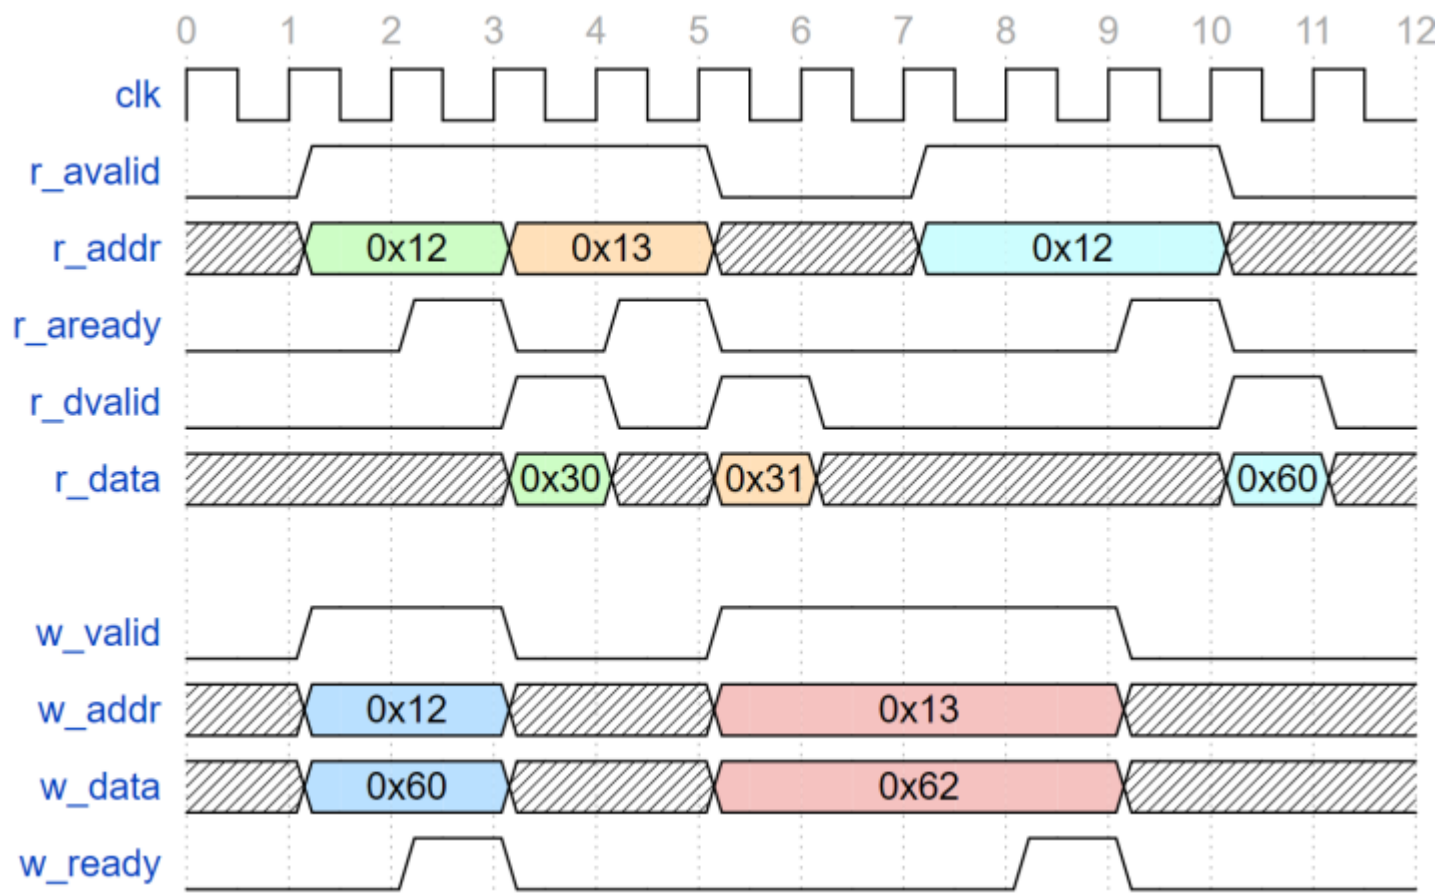 0 1 2 3 4 5 6 7 8 9 10 11 12
clk
r_avalid
r_addr 0x12 0x13 0x12
r_aready
r_dvalid
r_data 0x30 0x31 0x60
w_valid
w_addr 0x12 0x13
w_data 0x60 0x62
w_ready